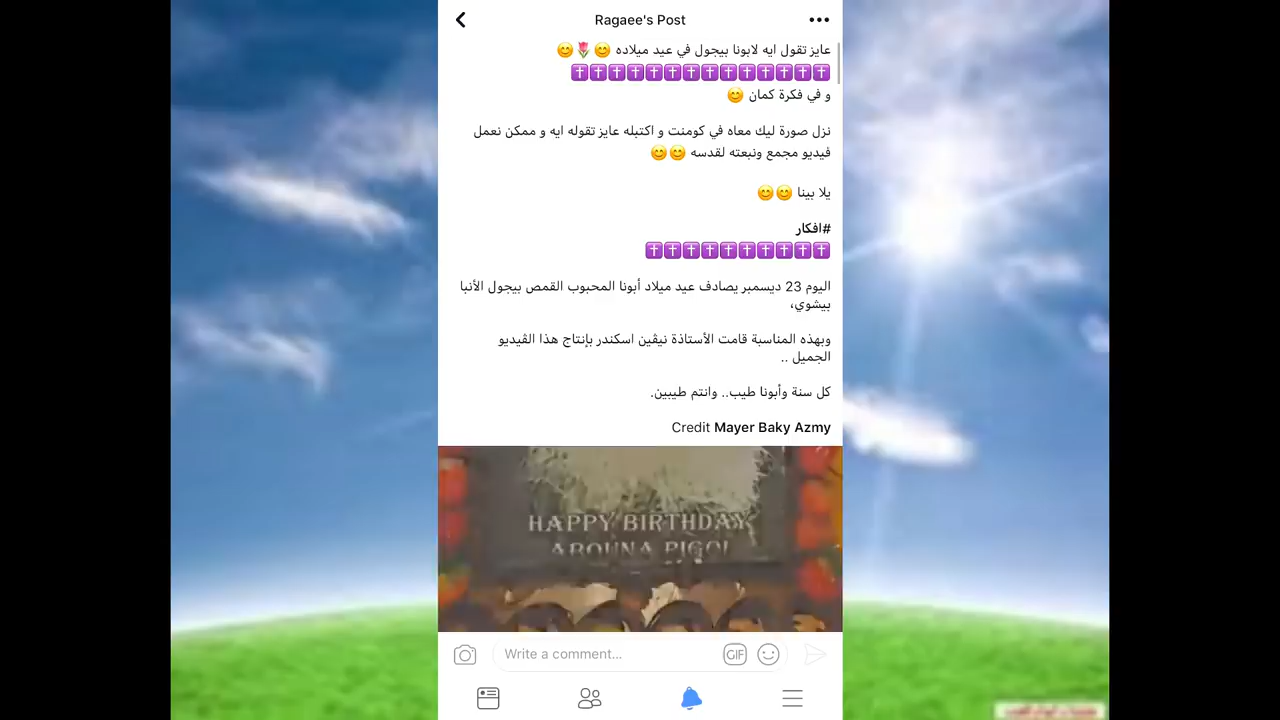 Ragaee's Post
عايز تقول ايه لابونا بيجول في عيد ميلاده 😊🌷😊
✝️✝️✝️✝️✝️✝️✝️✝️✝️✝️✝️✝️✝️✝️
و في فكرة كمان 😊
نزل صورة ليك معاه في كومنت و اكتبله عايز تقوله ايه و ممكن نعمل
فيديو مجمع ونبعته لقدسه 😊😊
يلا بينا 😊😊
#افكار
✝️✝️✝️✝️✝️✝️✝️✝️✝️✝️
اليوم 23 ديسمبر يصادف عيد ميلاد أبونا المحبوب القمص بيجول الأنبا
بيشوي،
وبهذه المناسبة قامت الأستاذة نيڤين اسكندر بإنتاج هذا الڤيديو
الجميل ..
كل سنة وأبونا طيب.. وانتم طيبين.
Credit Mayer Baky Azmy
HAPPY BIRTHDAY
ABOUNA PIGOL
Write a comment...
GIF